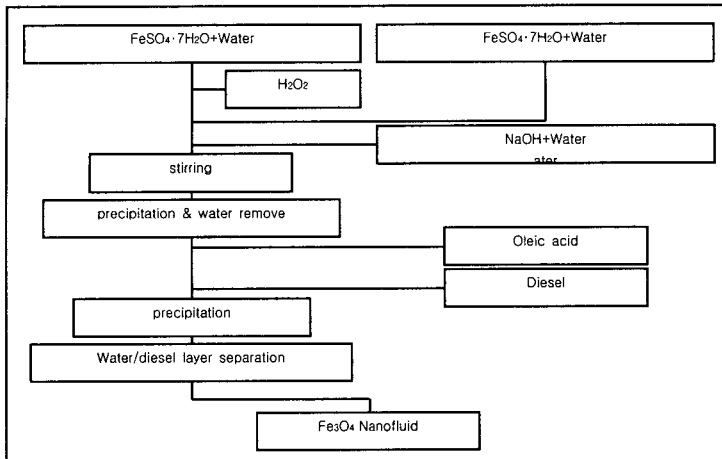 FeSO₄·7H₂O+Water
FeSO₄·7H₂O+Water
H₂O₂
NaOH+Water
ater
stirring
precipitation & water remove
Oleic acid
Diesel
precipitation
Water/diesel layer separation
Fe₃O₄ Nanofluid